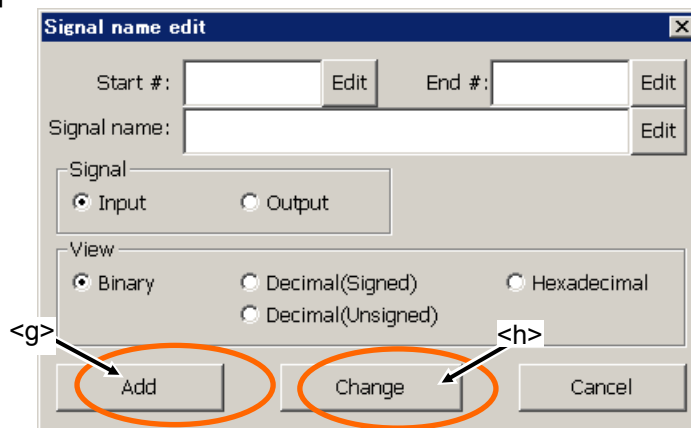 Signal name edit
Start #: Edit End #: Edit
Signal name: Edit
Signal
Input Output
View
Binary Decimal(Signed) Hexadecimal
Decimal(Unsigned)
<g> <h>
Add Change Cancel